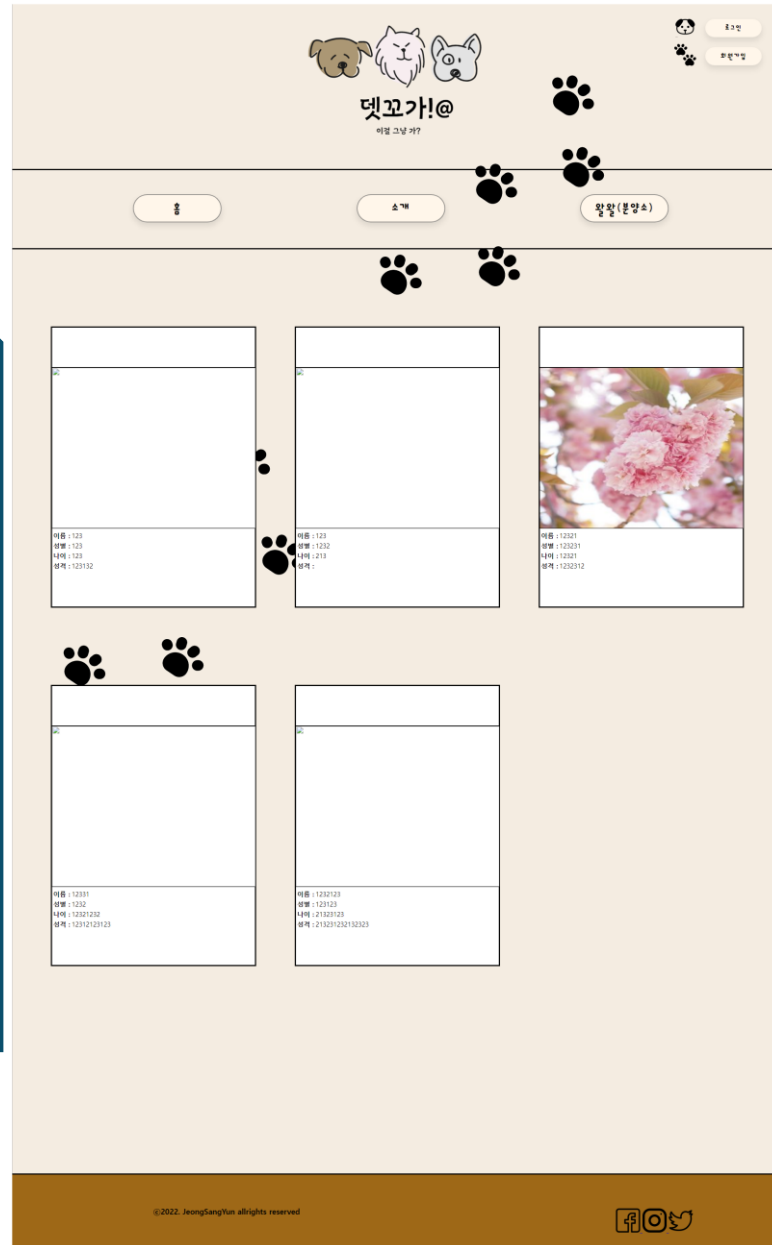 로그인
회원가입
뎃꼬가!@
이걸 그냥 가?
홈
소개
왈왈(분양소)
이름 : 123
성별 : 123
나이 : 123
성격 : 123132
이름 : 123
성별 : 1232
나이 : 213
성격 :
이름 : 12321
성별 : 123231
나이 : 12321
성격 : 1232312
이름 : 12331
성별 : 1232
나이 : 12321232
성격 : 12312123123
이름 : 1232123
성별 : 123123
나이 : 21323123
성격 : 213231232132323
ⓒ2022. JeongSangYun allrights reserved